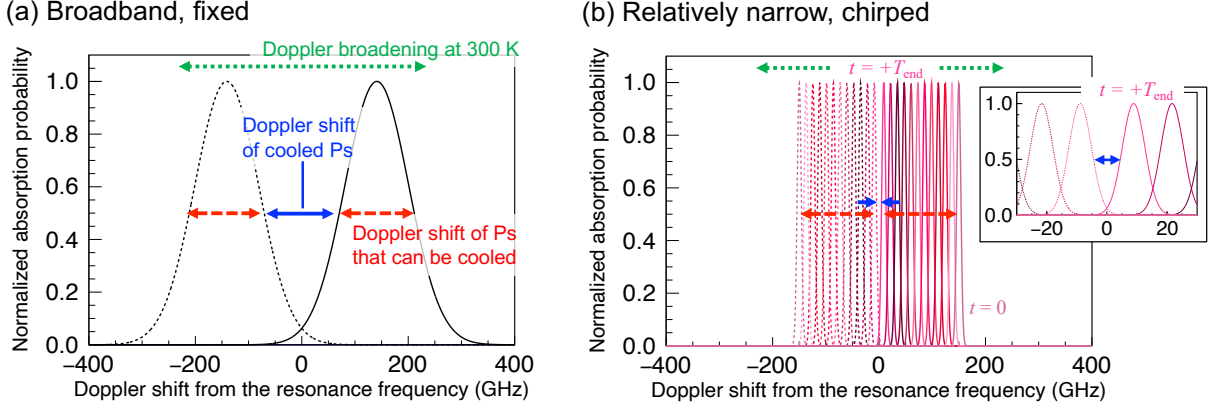 (a) Broadband, fixed
Doppler broadening at 300 K
Normalized absorption probability
1.0
0.8
0.6
0.4
0.2
0.0
Doppler shift
of cooled Ps
Doppler shift of Ps
that can be cooled
−400
−200
0
200
400
Doppler shift from the resonance frequency (GHz)
(b) Relatively narrow, chirped
t = +T_end
Normalized absorption probability
1.0
0.8
0.6
0.4
0.2
0.0
t = 0
−400
−200
0
200
400
Doppler shift from the resonance frequency (GHz)
t = +T_end
1.0
0.5
0.0
−20
0
20